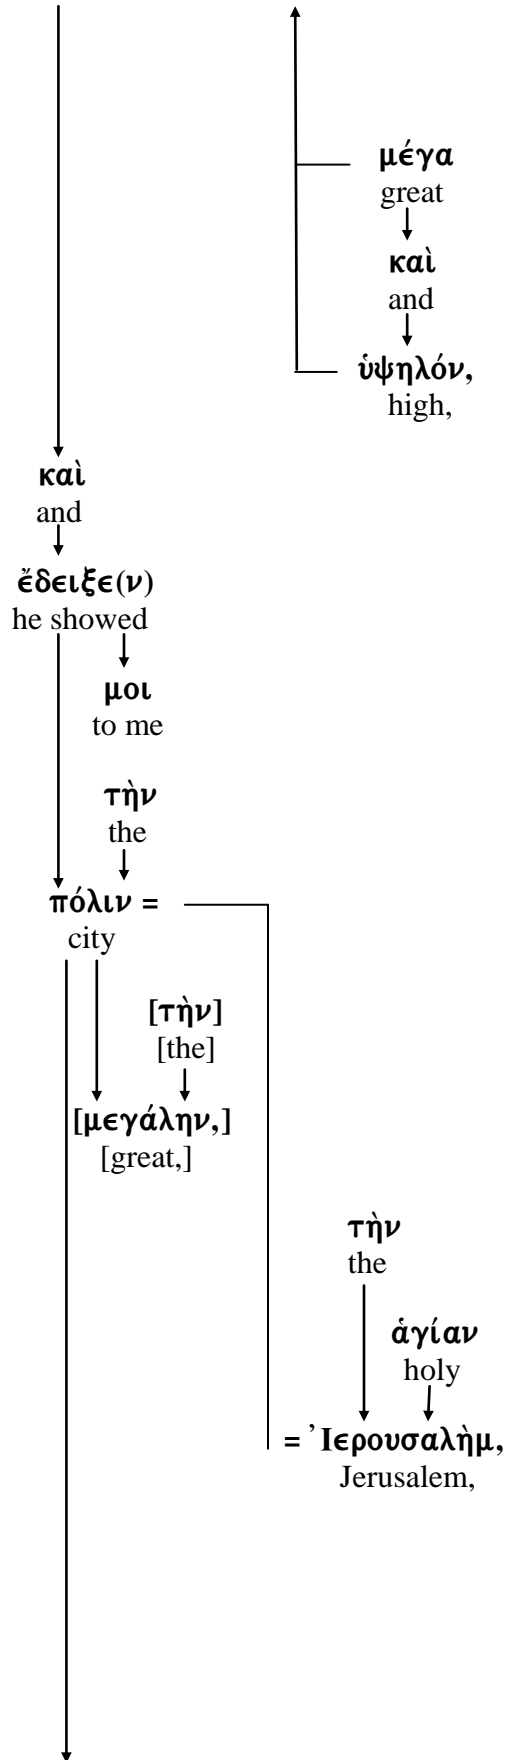 μέγα
great
καὶ
and
ὑψηλόν,
high,
καὶ
and
ἔδειξε(ν)
he showed
μοι
to me
τὴν
the
πόλιν =
city
[τὴν]
[the]
[μεγάλην,]
[great,]
τὴν
the
ἁγίαν
holy
= Ἰερουσαλὴμ,
Jerusalem,